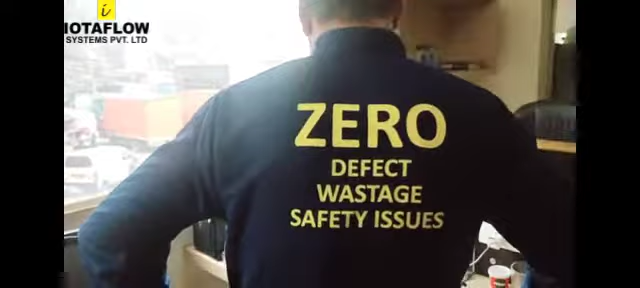 i
IOTAFLOW
SYSTEMS PVT. LTD
ZERO
DEFECT
WASTAGE
SAFETY ISSUES